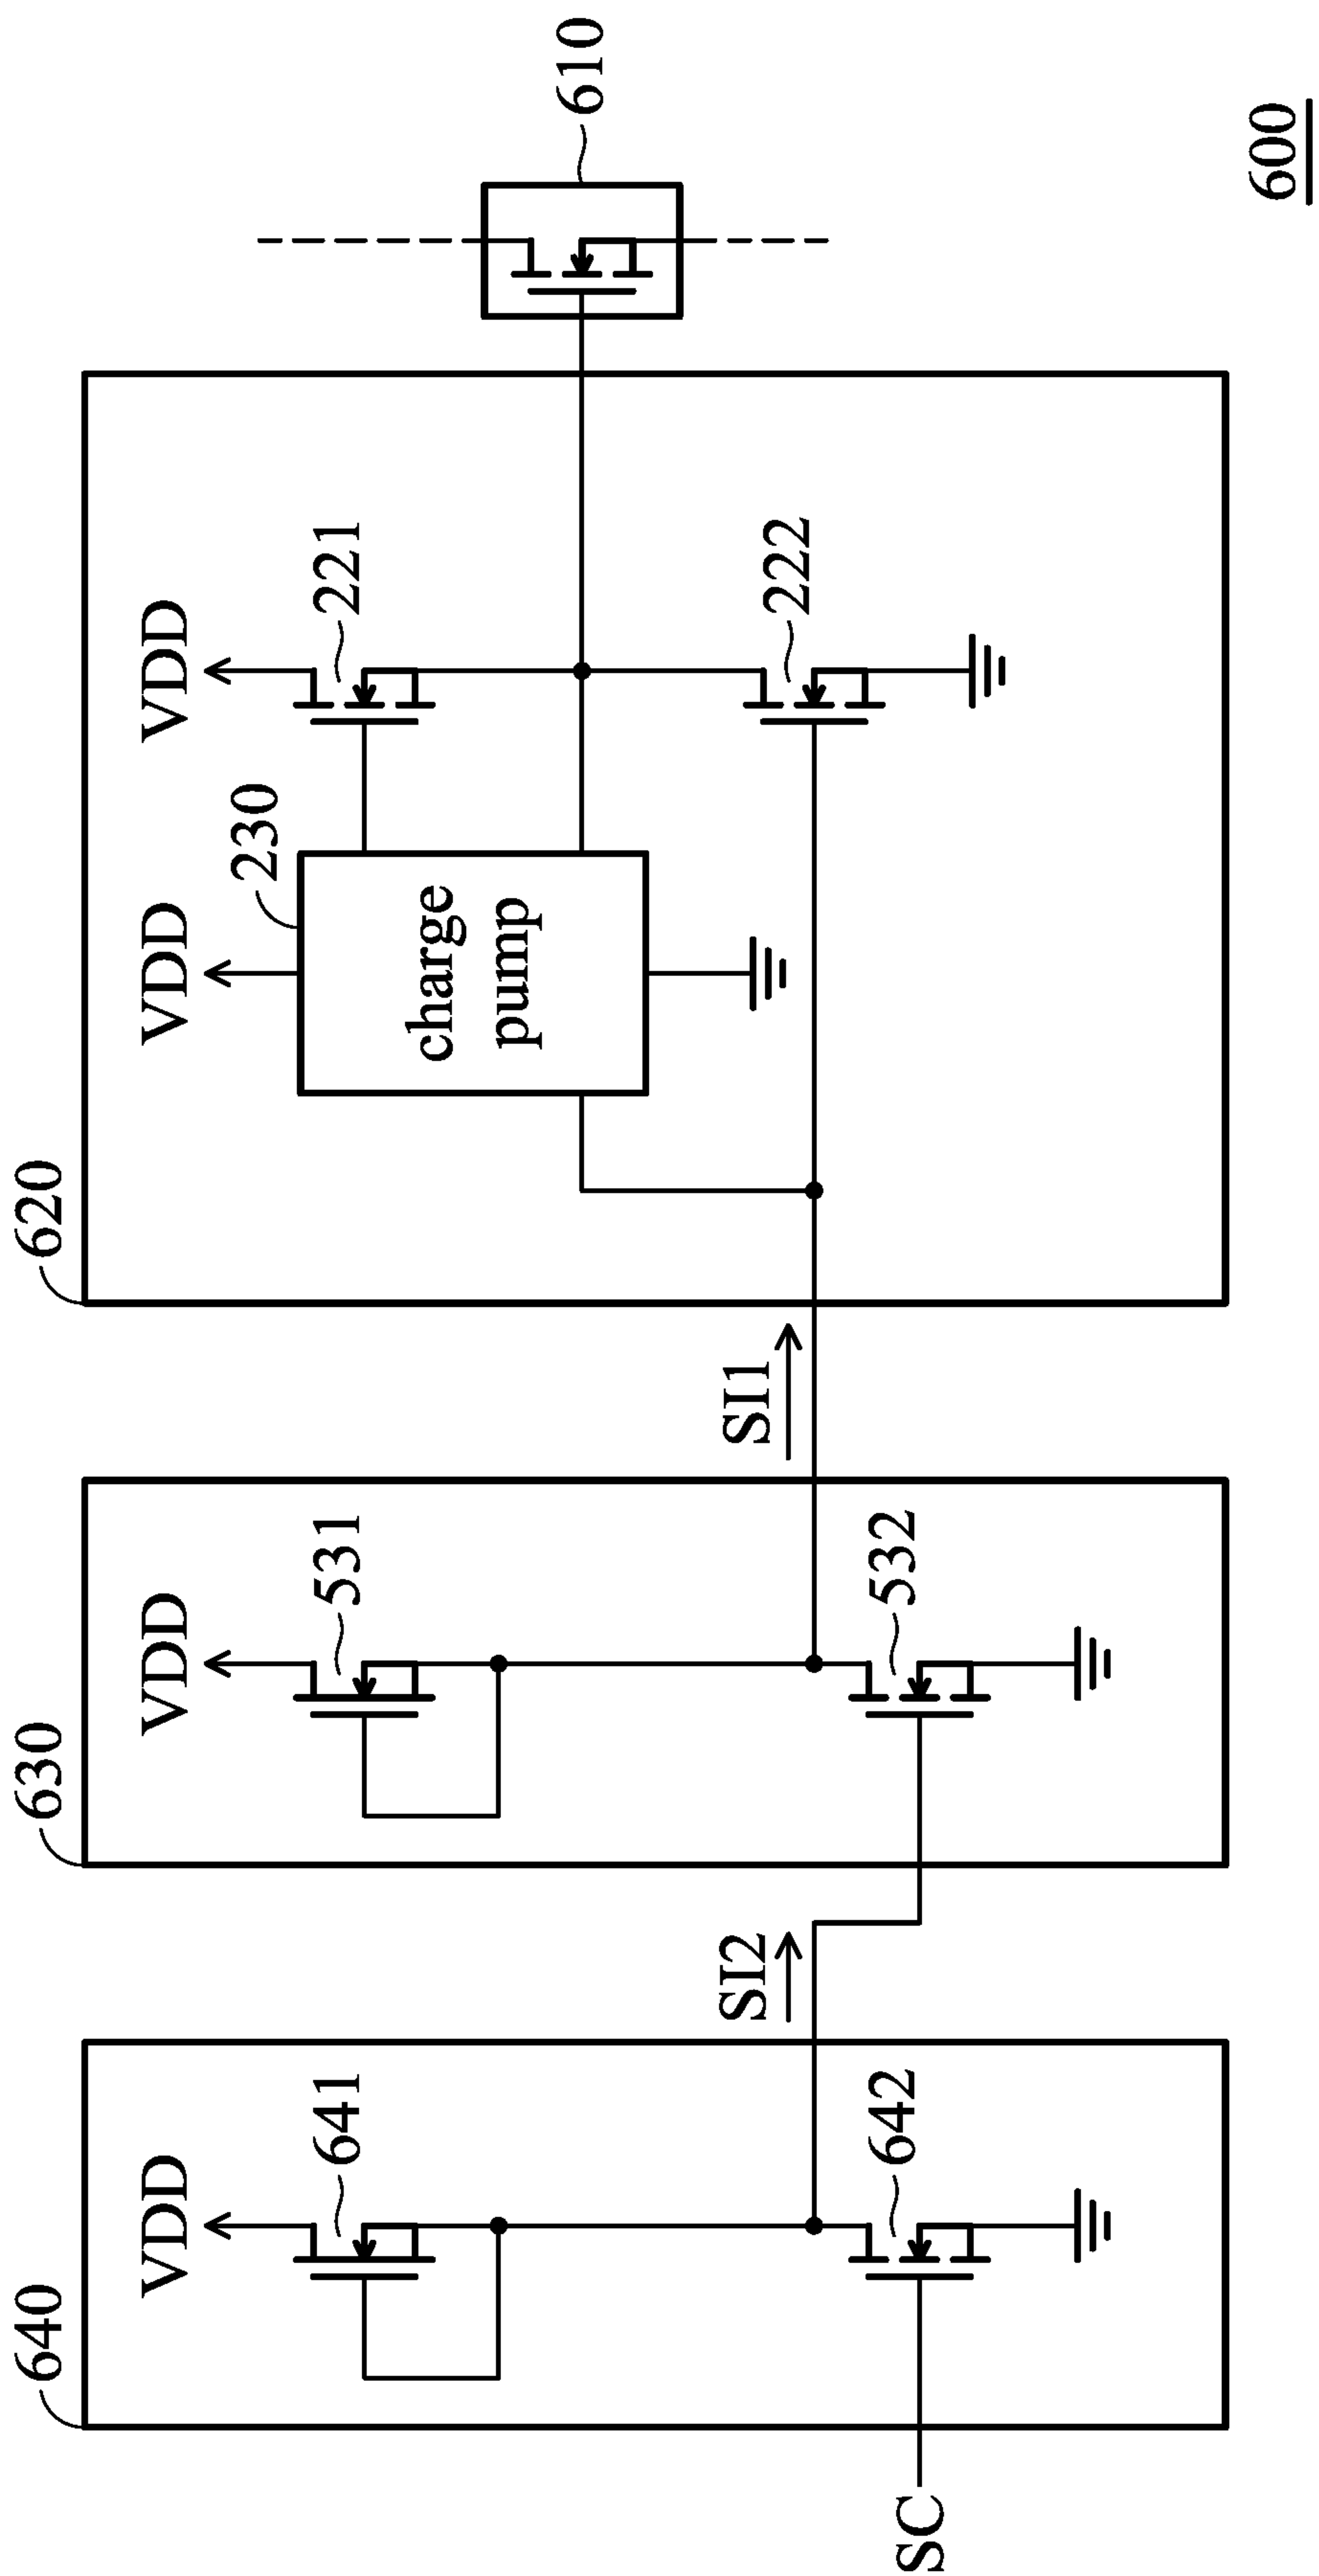 640
630
620
VDD
VDD
VDD
VDD
641
531
230
221
610
charge
pump
SI2
SI1
642
532
222
SC
600